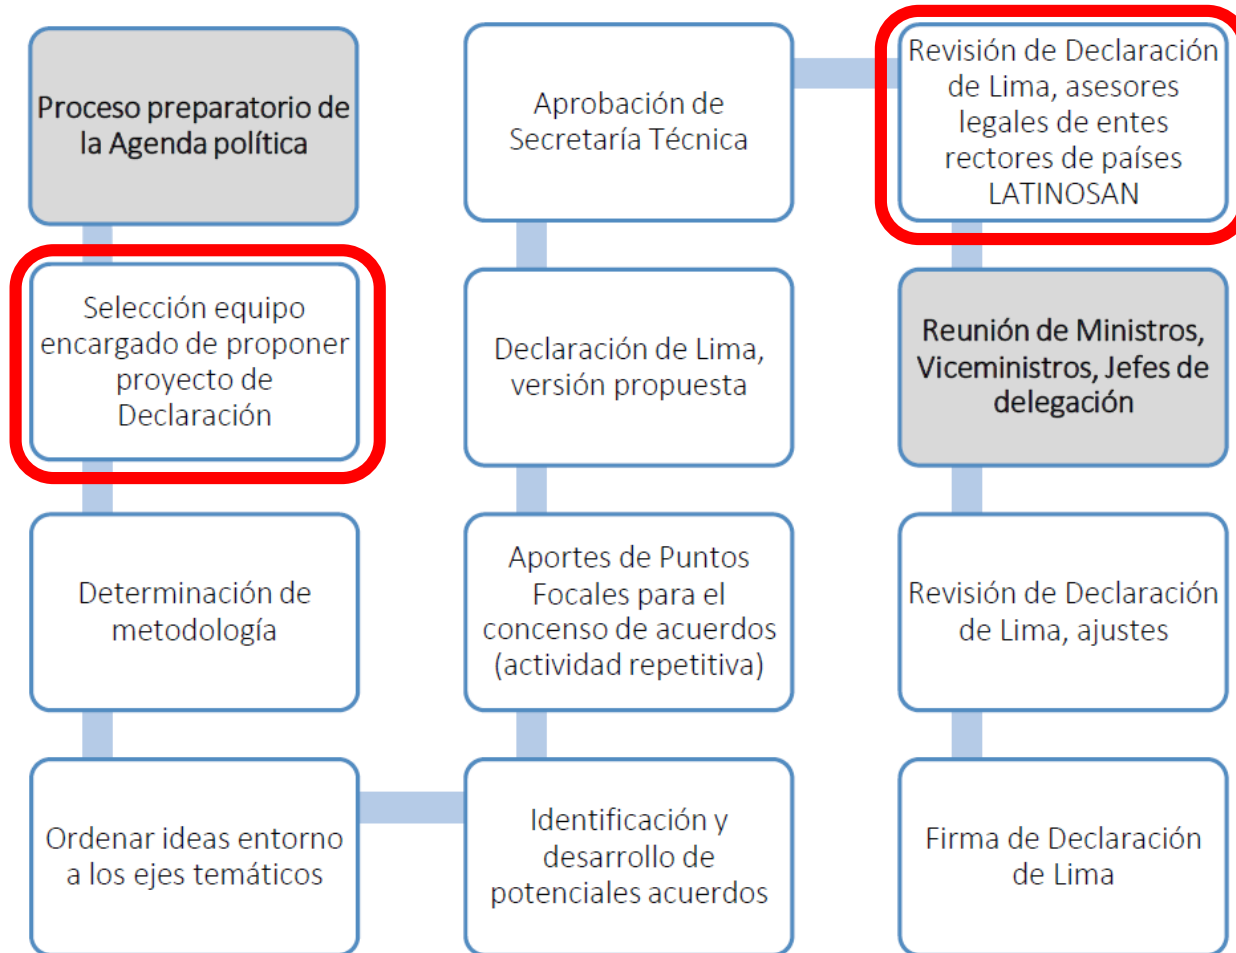 Proceso preparatorio de
la Agenda política
Selección equipo
encargado de proponer
proyecto de
Declaración
Determinación de
metodología
Ordenar ideas entorno
a los ejes temáticos
Identificación y
desarrollo de
potenciales acuerdos
Aportes de Puntos
Focales para el
concenso de acuerdos
(actividad repetitiva)
Declaración de Lima,
versión propuesta
Aprobación de
Secretaría Técnica
Revisión de Declaración
de Lima, asesores
legales de entes
rectores de países
LATINOSAN
Reunión de Ministros,
Viceministros, Jefes de
delegación
Revisión de Declaración
de Lima, ajustes
Firma de Declaración
de Lima